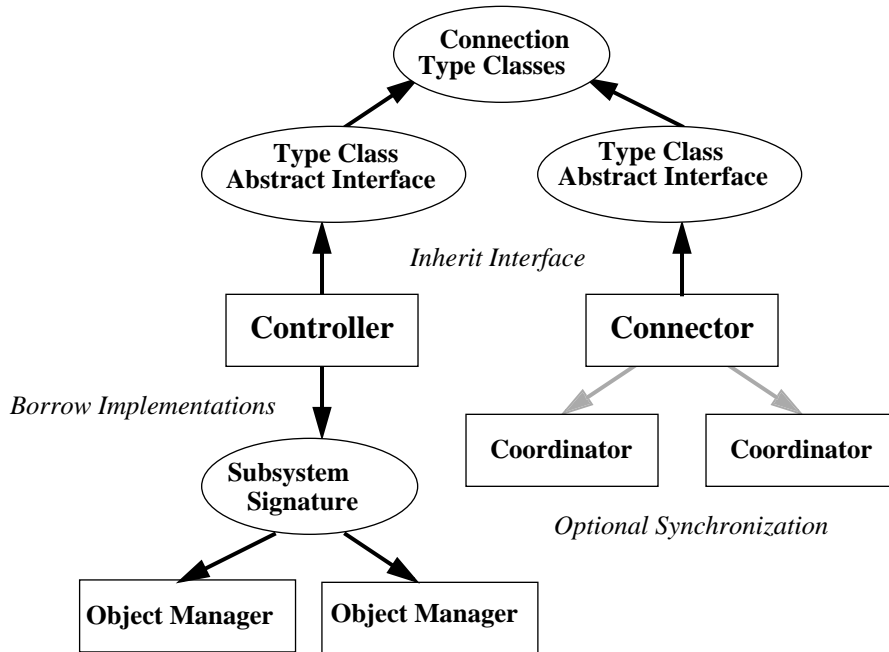 Connection
Type Classes
Type Class
Abstract Interface
Type Class
Abstract Interface
Inherit Interface
Controller
Connector
Borrow Implementations
Coordinator
Coordinator
Subsystem
Signature
Optional Synchronization
Object Manager
Object Manager